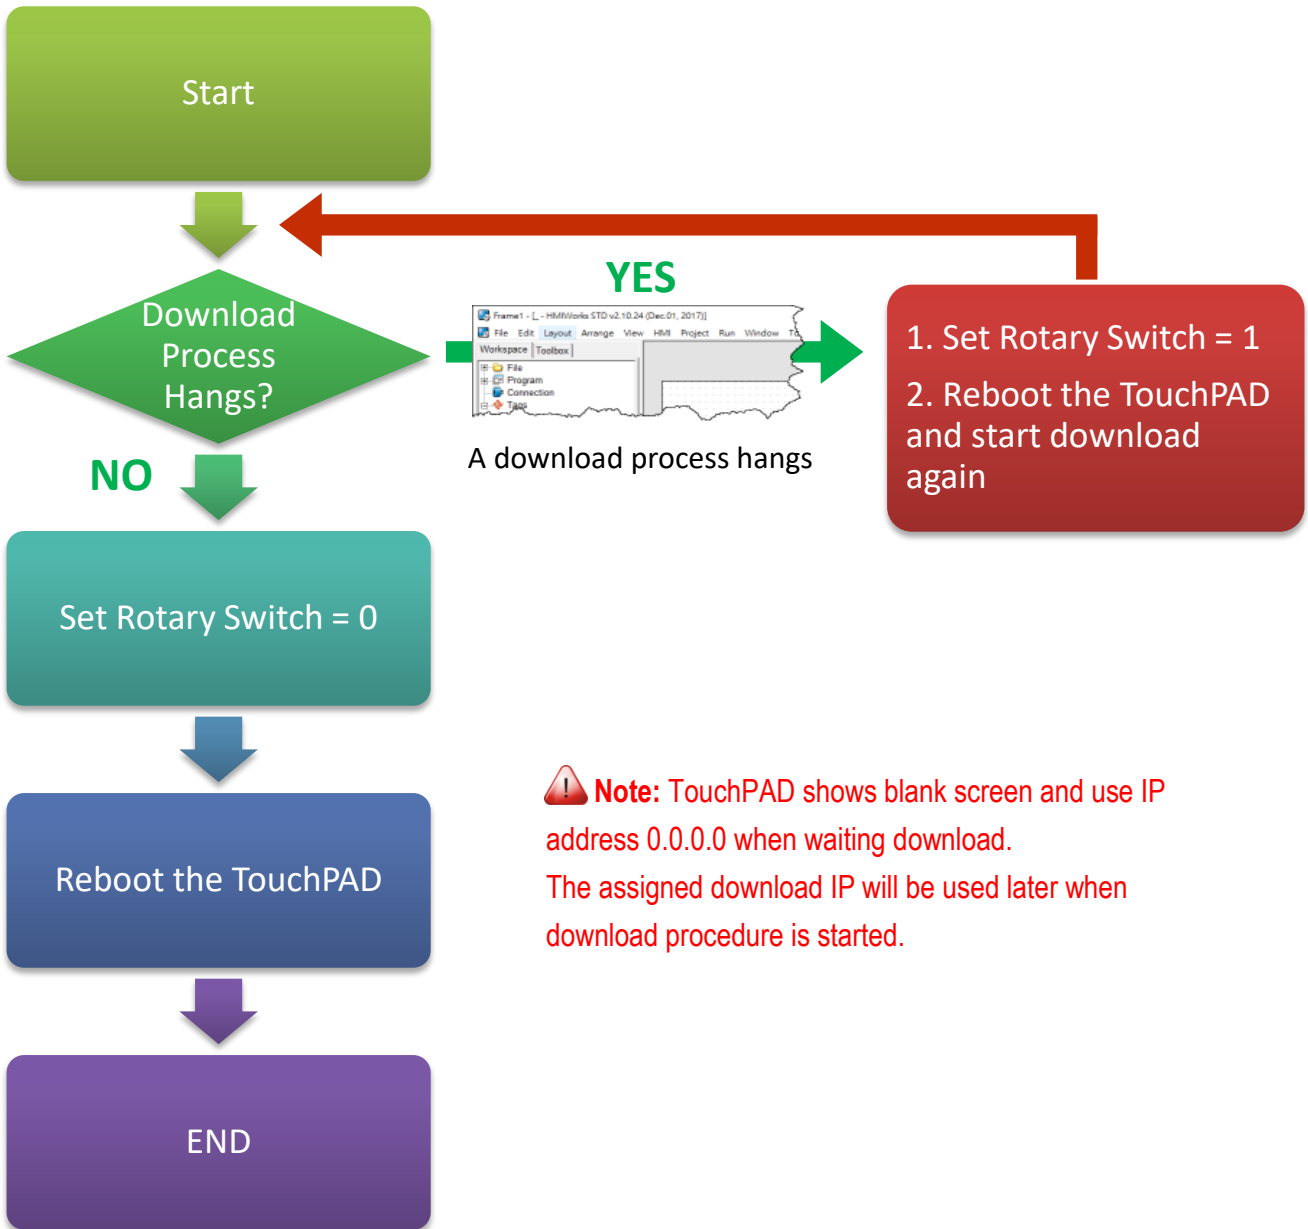 Start
Download
Process
Hangs?
YES
Frame1 - [_ - HMIWorks STD v2.10.24 (Dec.01, 2017)]
File Edit Layout Arrange View HMI Project Run Window
Workspace Toolbox
File
Program
Connection
Tags
A download process hangs
1. Set Rotary Switch = 1
2. Reboot the TouchPAD
and start download
again
NO
Set Rotary Switch = 0
Reboot the TouchPAD
Note: TouchPAD shows blank screen and use IP
address 0.0.0.0 when waiting download.
The assigned download IP will be used later when
download procedure is started.
END